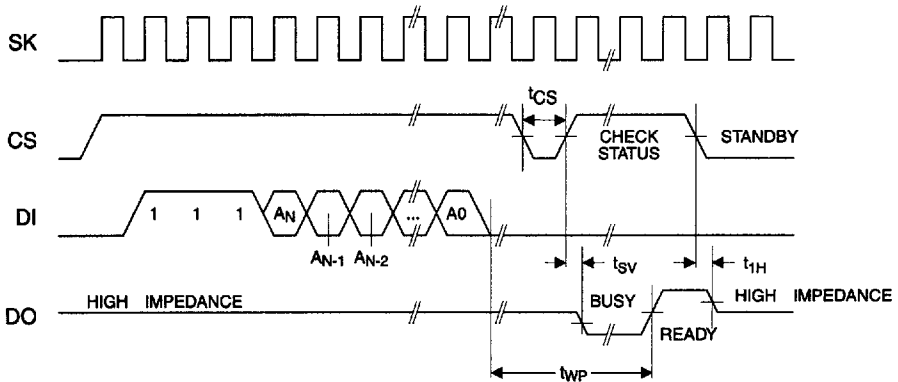 SK
tCS
CS
CHECK
STATUS
STANDBY
DI
1 1 1 AN ... A0
AN-1 AN-2
tSV
t1H
HIGH IMPEDANCE
BUSY
HIGH IMPEDANCE
DO
READY
tWP